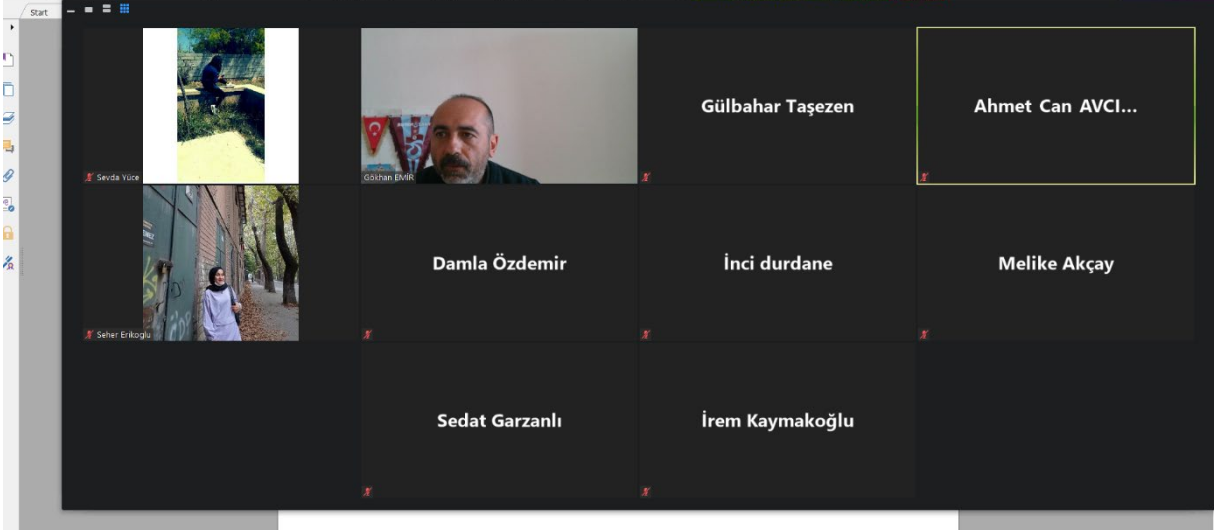 Start
Sevda Yüce
Gökhan EMİR
Gülbahar Taşezen
Ahmet Can AVCI...
Seher Erikoglu
Damla Özdemir
İnci durdane
Melike Akçay
Sedat Garzanlı
İrem Kaymakoğlu